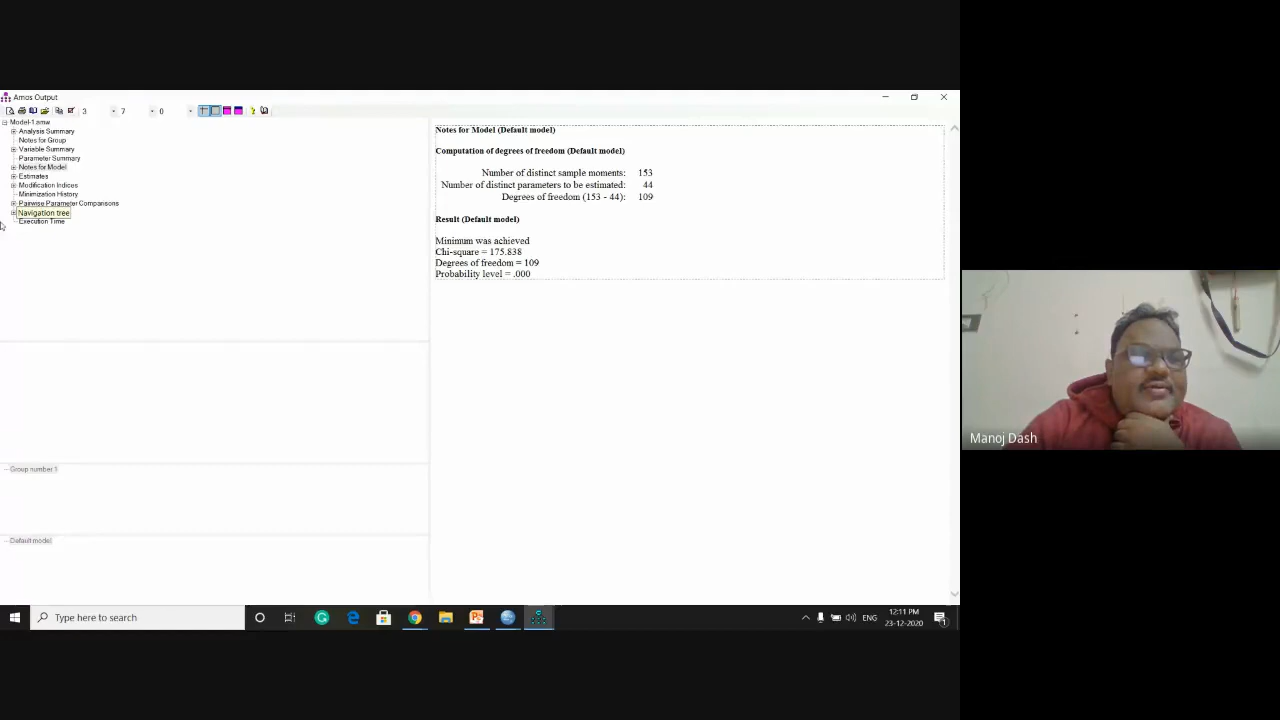 Amos Output
3 7 0
Model-1.amw
Analysis Summary
Notes for Group
Variable Summary
Parameter Summary
Notes for Model
Estimates
Modification Indices
Minimization History
Pairwise Parameter Comparisons
Navigation tree
Execution Time
Group number 1
Default model
Notes for Model (Default model)
Computation of degrees of freedom (Default model)
Number of distinct sample moments: 153
Number of distinct parameters to be estimated: 44
Degrees of freedom (153 - 44): 109
Result (Default model)
Minimum was achieved
Chi-square = 175.838
Degrees of freedom = 109
Probability level = .000
Manoj Dash
Type here to search
ENG
12:11 PM
23-12-2020